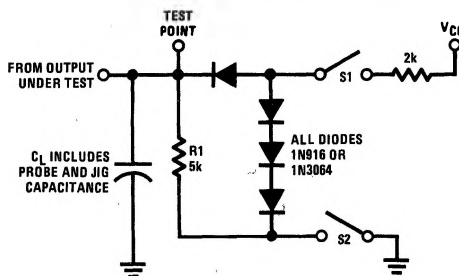 TEST
POINT
VCC
FROM OUTPUT
UNDER TEST
S1
2k
CL INCLUDES
PROBE AND JIG
CAPACITANCE
R1
5k
ALL DIODES
1N916 OR
1N3064
S2